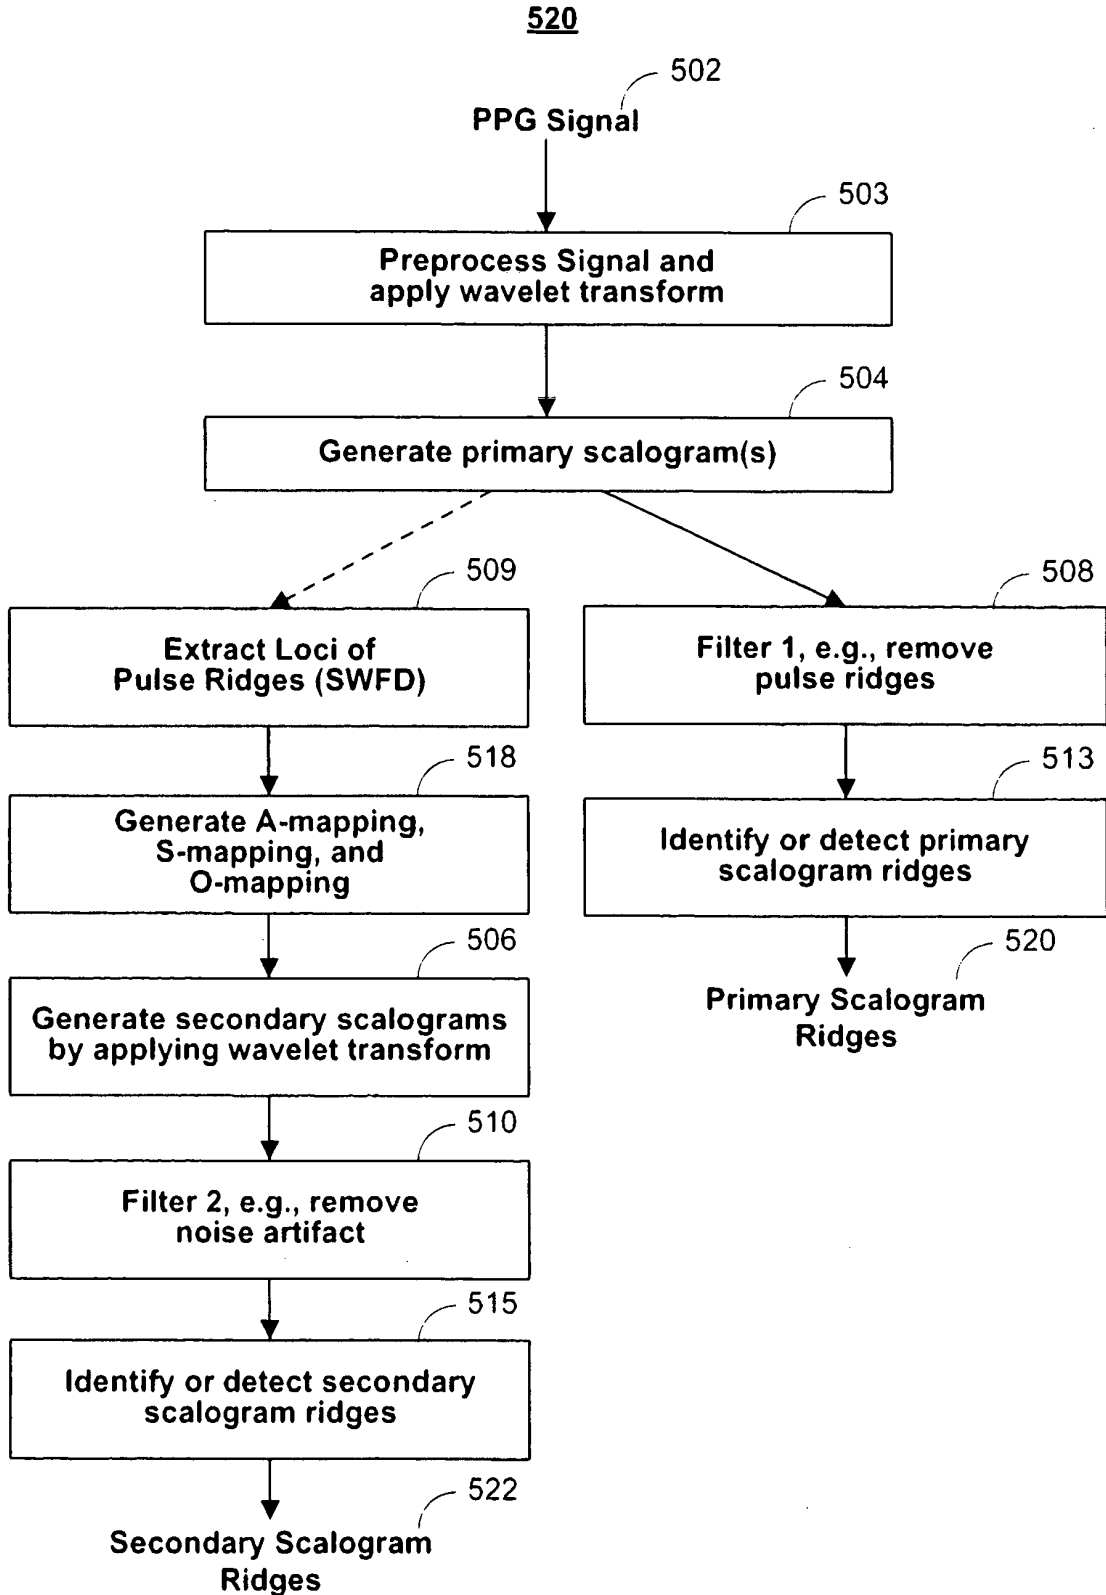 520
502
PPG Signal
503
Preprocess Signal and
apply wavelet transform
504
Generate primary scalogram(s)
509
Extract Loci of
Pulse Ridges (SWFD)
518
Generate A-mapping,
S-mapping, and
O-mapping
506
Generate secondary scalograms
by applying wavelet transform
510
Filter 2, e.g., remove
noise artifact
515
Identify or detect secondary
scalogram ridges
522
Secondary Scalogram
Ridges
508
Filter 1, e.g., remove
pulse ridges
513
Identify or detect primary
scalogram ridges
520
Primary Scalogram
Ridges